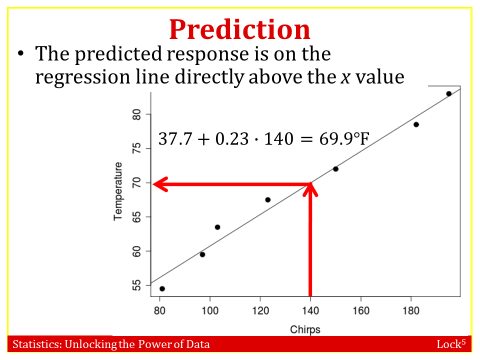 Prediction
• The predicted response is on the
regression line directly above the x value
37.7 + 0.23 · 140 = 69.9°F
Temperature
80
75
70
65
60
55
80 100 120 140 160 180
Chirps
Statistics: Unlocking the Power of Data Lock⁵